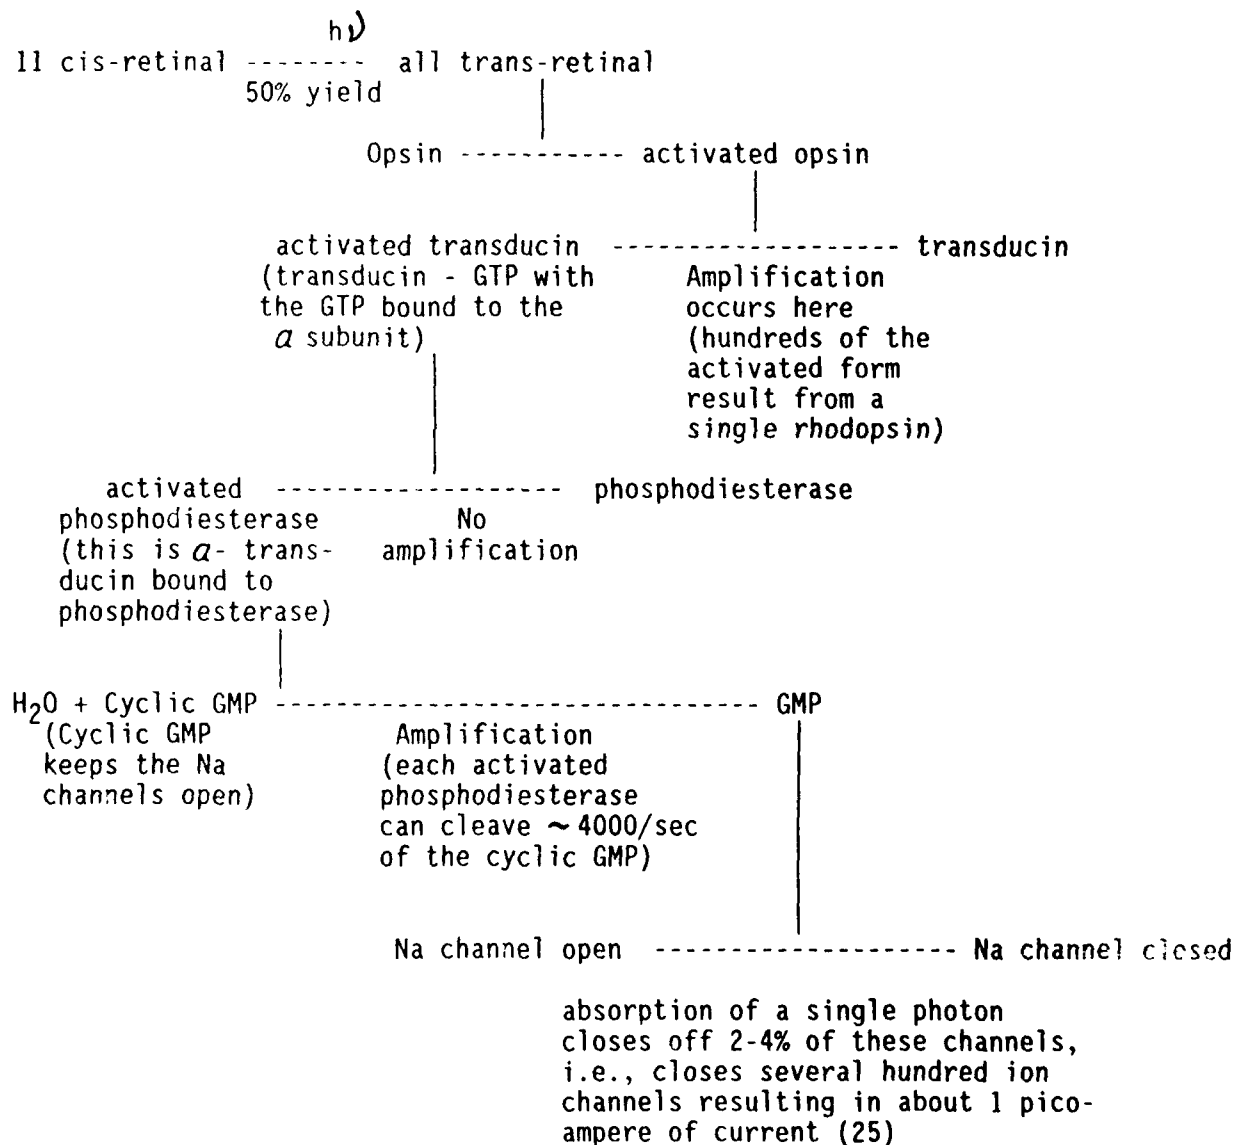 hν
11 cis-retinal -------- all trans-retinal
50% yield
Opsin ----------- activated opsin
activated transducin ------------------- transducin
(transducin - GTP with
the GTP bound to the
α subunit)
Amplification
occurs here
(hundreds of the
activated form
result from a
single rhodopsin)
activated ------------------- phosphodiesterase
phosphodiesterase
(this is α- trans-
ducin bound to
phosphodiesterase)
No
amplification
H2O + Cyclic GMP -------------------------------- GMP
(Cyclic GMP
keeps the Na
channels open)
Amplification
(each activated
phosphodiesterase
can cleave ~ 4000/sec
of the cyclic GMP)
Na channel open -------------------- Na channel closed
absorption of a single photon
closes off 2-4% of these channels,
i.e., closes several hundred ion
channels resulting in about 1 pico-
ampere of current (25)